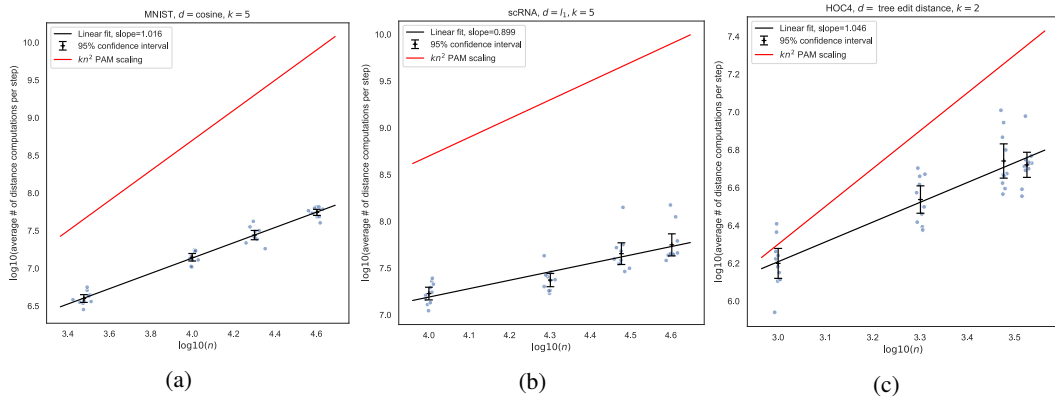 MNIST, d = cosine, k = 5
Linear fit, slope=1.016
95% confidence interval
kn² PAM scaling
log10(average # of distance computations per step)
10.0
9.5
9.0
8.5
8.0
7.5
7.0
6.5
3.4 3.6 3.8 4.0 4.2 4.4 4.6
log10(n)
(a)
scRNA, d = l₁, k = 5
Linear fit, slope=0.899
95% confidence interval
kn² PAM scaling
log10(average # of distance computations per step)
10.0
9.5
9.0
8.5
8.0
7.5
7.0
4.0 4.1 4.2 4.3 4.4 4.5 4.6
log10(n)
(b)
HOC4, d = tree edit distance, k = 2
Linear fit, slope=1.046
95% confidence interval
kn² PAM scaling
log10(average # of distance computations per step)
7.4
7.2
7.0
6.8
6.6
6.4
6.2
6.0
3.0 3.1 3.2 3.3 3.4 3.5
log10(n)
(c)